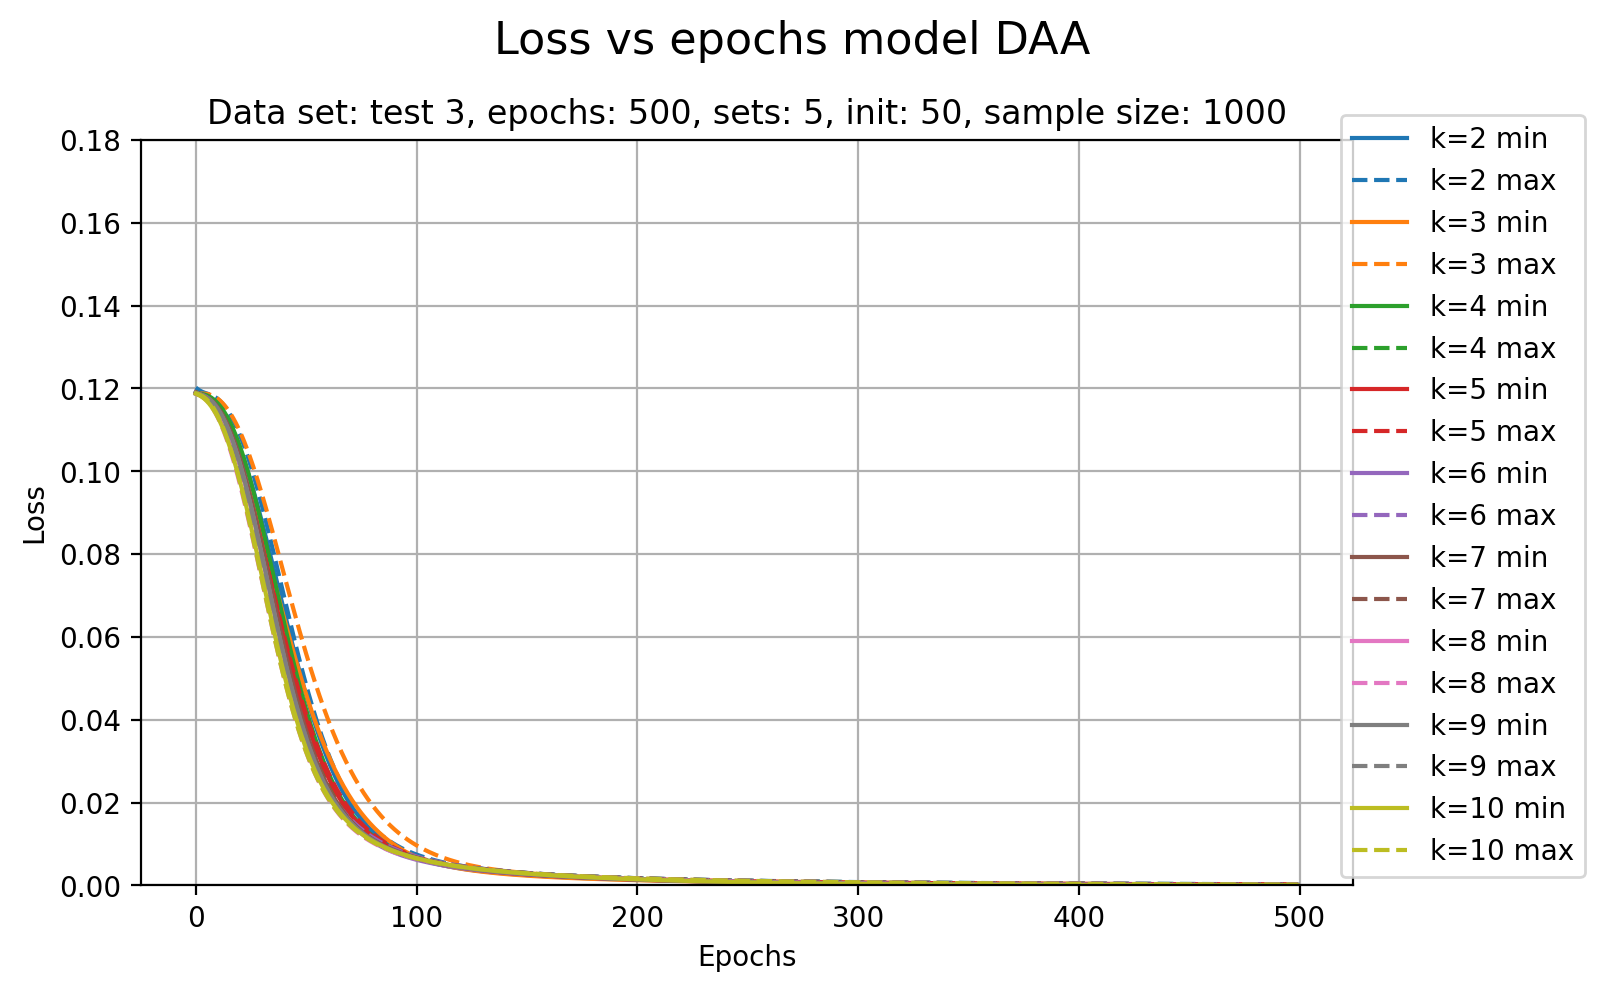 Loss vs epochs model DAA
Data set: test 3, epochs: 500, sets: 5, init: 50, sample size: 1000
0.18
0.16
0.14
0.12
0.10
0.08
0.06
0.04
0.02
0.00
Loss
0 100 200 300 400 500
Epochs
k=2 min
k=2 max
k=3 min
k=3 max
k=4 min
k=4 max
k=5 min
k=5 max
k=6 min
k=6 max
k=7 min
k=7 max
k=8 min
k=8 max
k=9 min
k=9 max
k=10 min
k=10 max